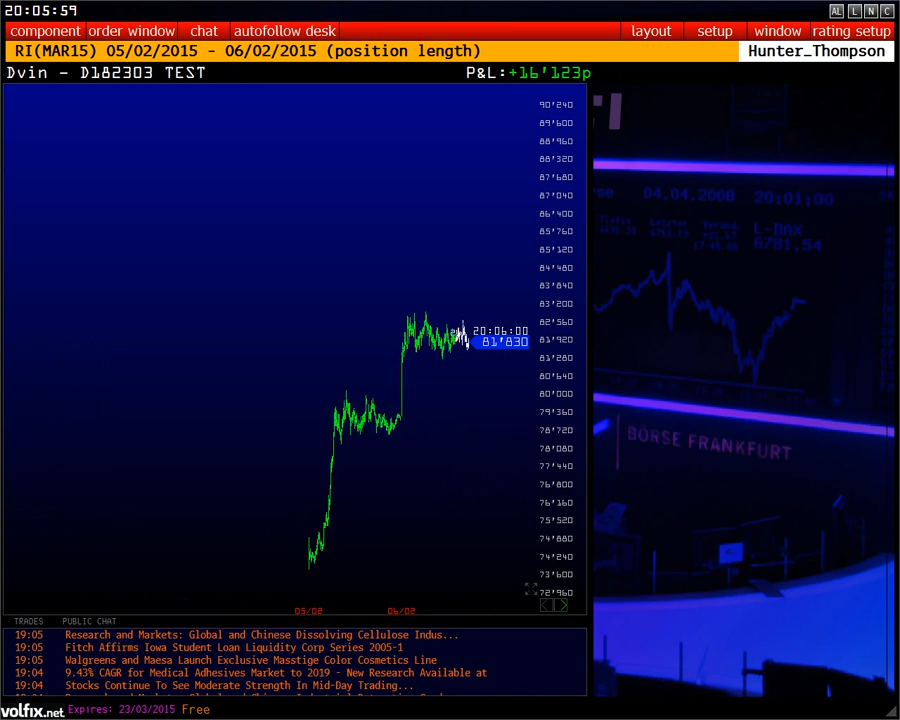 20:05:59
AL L N C
component order window chat autofollow desk layout setup window rating setup
RI(MAR15) 05/02/2015 - 06/02/2015 (position length) Hunter_Thompson
Dvin - D182303 TEST P&L:+16'123p
90'240
89'600
88'960
88'320
87'680
87'040
86'400
85'760
85'120
84'480
83'840
83'200
82'560
20:06:00
81'920
81'830
81'280
80'640
80'000
79'360
78'720
78'080
77'440
76'800
76'160
75'520
74'880
74'240
73'600
72'960
05/02 06/02
04.04.2008 20:01:00
L-DAX
6781.54
BÖRSE FRANKFURT
TRADES PUBLIC CHAT
19:05 Research and Markets: Global and Chinese Dissolving Cellulose Indus...
19:05 Fitch Affirms Iowa Student Loan Liquidity Corp Series 2005-1
19:05 Walgreens and Maesa Launch Exclusive Masstige Color Cosmetics Line
19:04 9.43% CAGR for Medical Adhesives Market to 2019 - New Research Available at
19:04 Stocks Continue To See Moderate Strength In Mid-Day Trading...
volfix.net Expires: 23/03/2015 Free